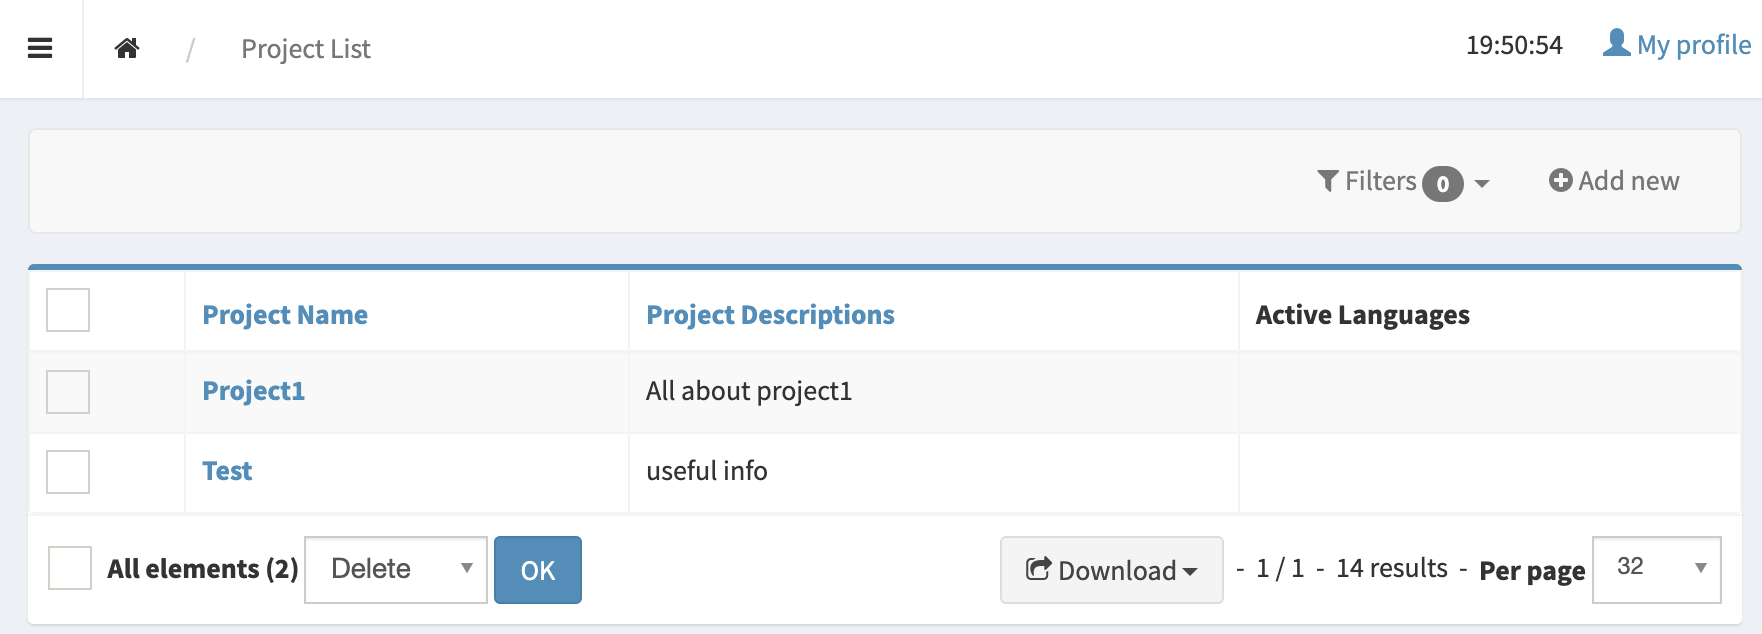 / Project List 19:50:54 My profile
Filters 0 Add new
Project Name Project Descriptions Active Languages
Project1 All about project1
Test useful info
All elements (2) Delete OK Download - 1 / 1 - 14 results - Per page 32